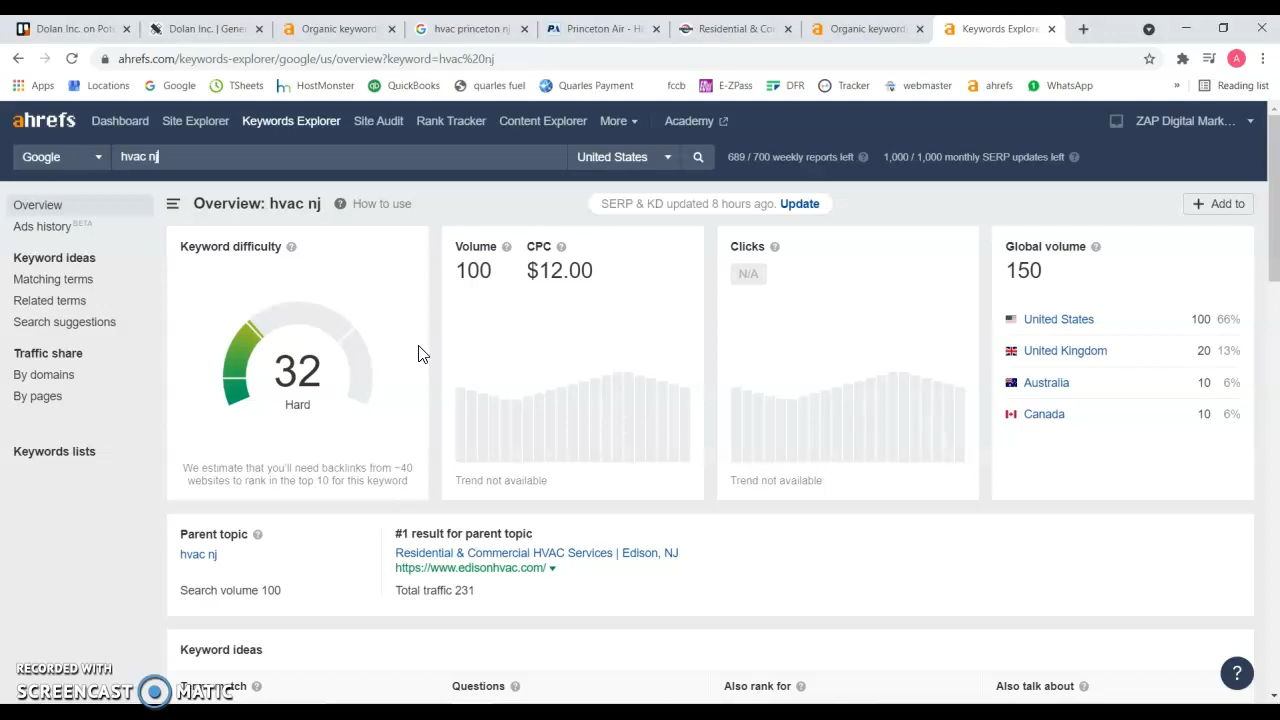 Dolan Inc. on Pot
Dolan Inc. | Gene
Organic keyword
hvac princeton nj
Princeton Air - H
Residential & Co
Organic keyword
Keywords Explore
ahrefs.com/keywords-explorer/google/us/overview?keyword=hvac%20nj
A
Apps
Locations
Google
TSheets
HostMonster
QuickBooks
quarles fuel
Quarles Payment
fccb
E-ZPass
DFR
Tracker
webmaster
ahrefs
WhatsApp
»
Reading list
ahrefs
Dashboard
Site Explorer
Keywords Explorer
Site Audit
Rank Tracker
Content Explorer
More
Academy
ZAP Digital Mark...
Google
hvac nj
United States
689 / 700 weekly reports left
1,000 / 1,000 monthly SERP updates left
Overview
Ads history BETA
Keyword ideas
Matching terms
Related terms
Search suggestions
Traffic share
By domains
By pages
Keywords lists
Overview: hvac nj
How to use
SERP & KD updated 8 hours ago. Update
+ Add to
Keyword difficulty
32
Hard
We estimate that you'll need backlinks from ~40
websites to rank in the top 10 for this keyword
Volume
CPC
100
$12.00
Trend not available
Clicks
N/A
Trend not available
Global volume
150
United States 100 66%
United Kingdom 20 13%
Australia 10 6%
Canada 10 6%
Parent topic
hvac nj
Search volume 100
#1 result for parent topic
Residential & Commercial HVAC Services | Edison, NJ
https://www.edisonhvac.com/
Total traffic 231
Keyword ideas
Questions
Also rank for
Also talk about
?
RECORDED WITH
SCREENCAST MATIC